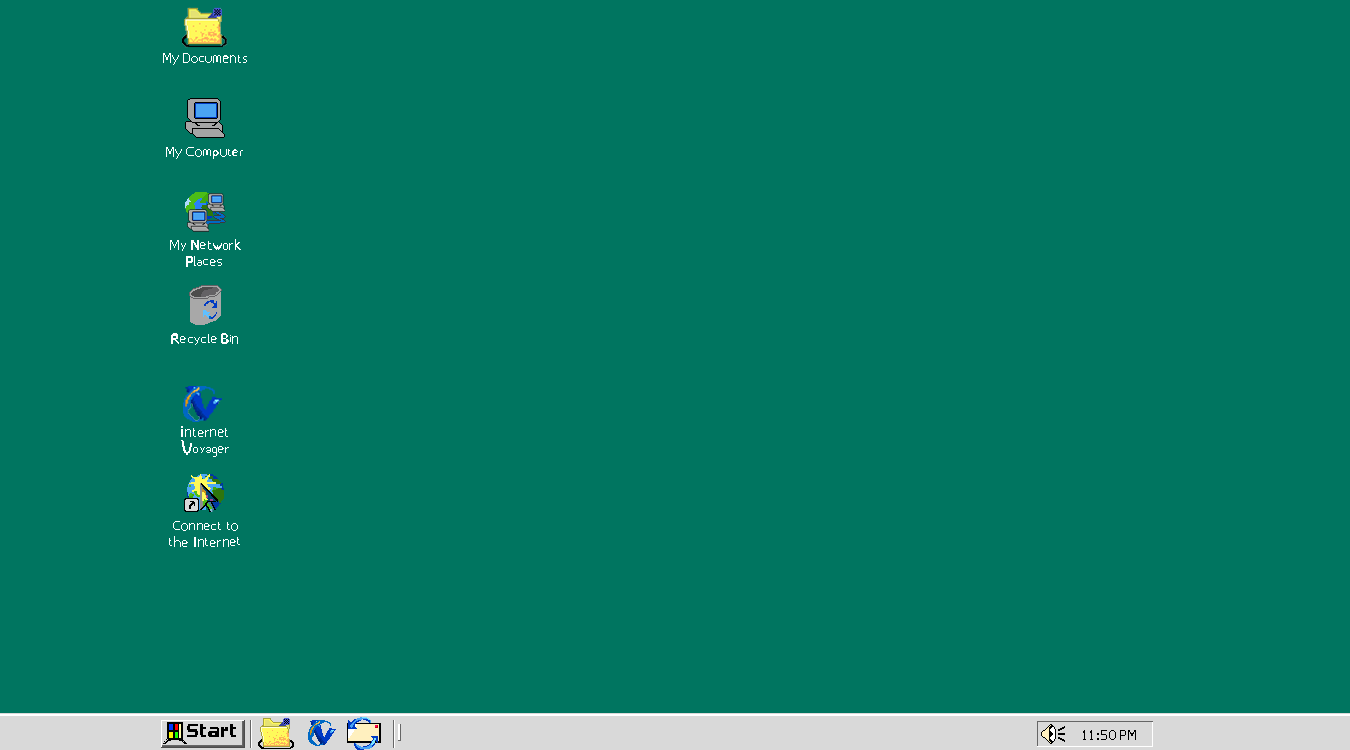 My Documents
My Computer
My Network
Places
Recycle Bin
Internet
Voyager
Connect to
the Internet
Start
11:50 PM